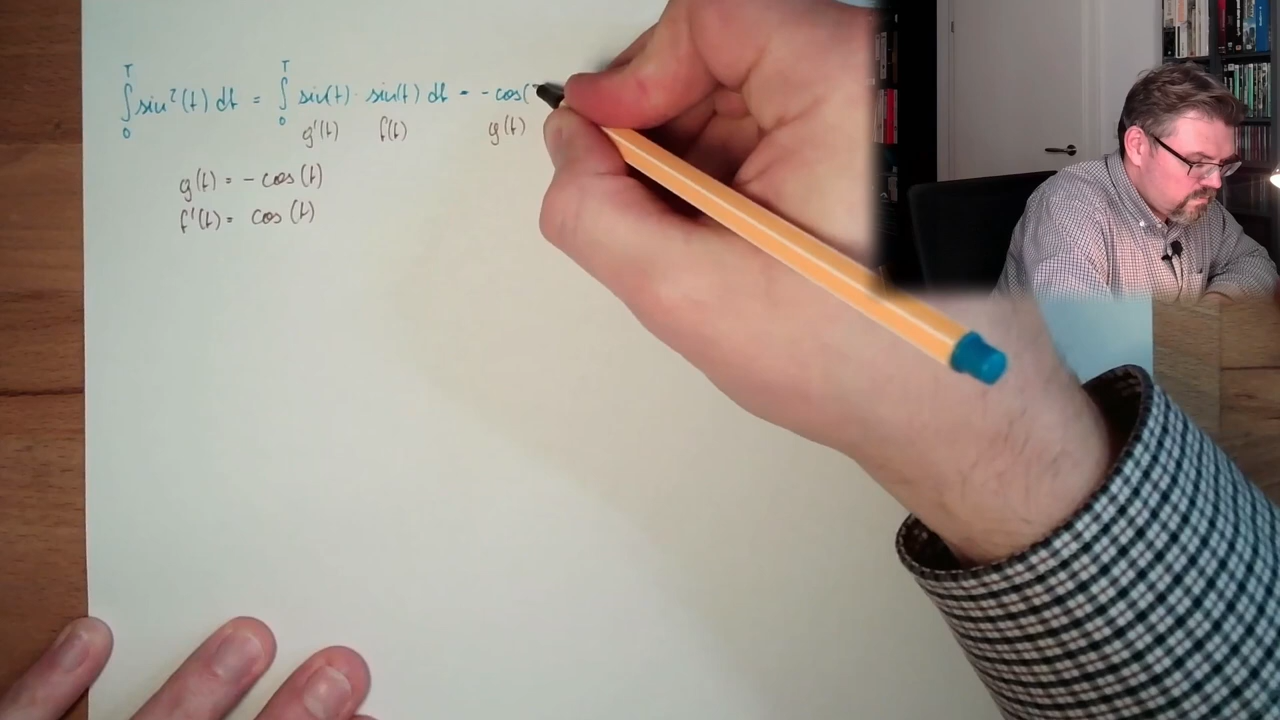 T T
∫ sin²(t) dt = ∫ sin(t) · sin(t) dt = - cos(
0 0
g'(t) f(t) g(t)
g(t) = - cos(t)
f'(t) = cos(t)